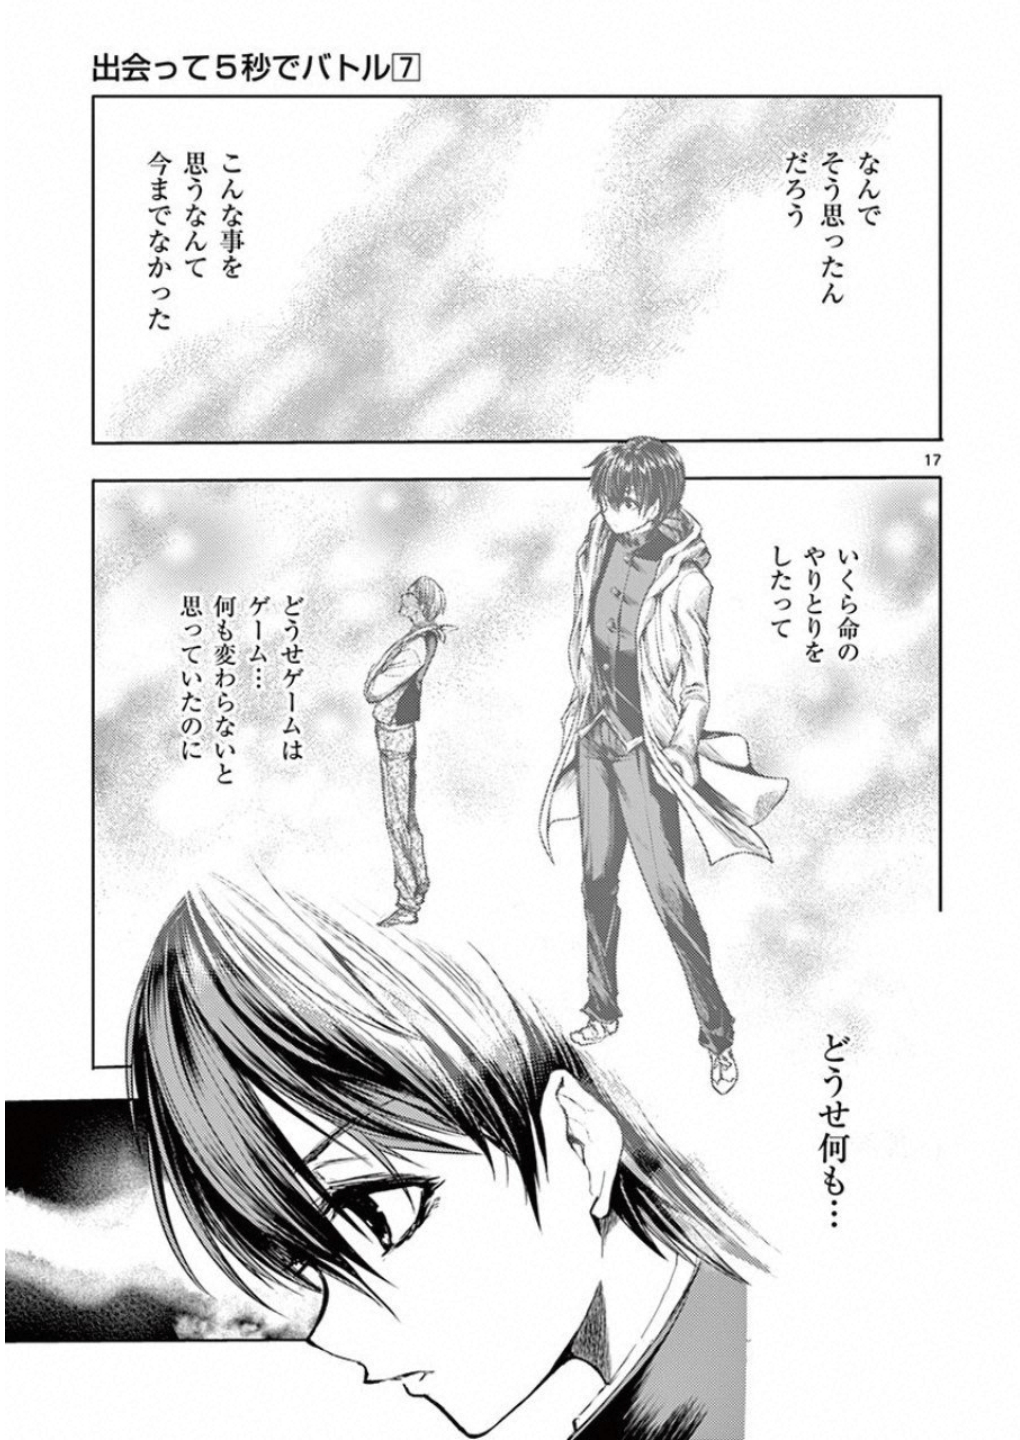 出会って5秒でバトル7
なんで
そう思ったん
だろう
こんな事を
思うなんて
今までなかった
17
いくら命の
やりとりを
したって
どうせゲームは
ゲーム…
何も変わらないと
思っていたのに
どうせ何も…